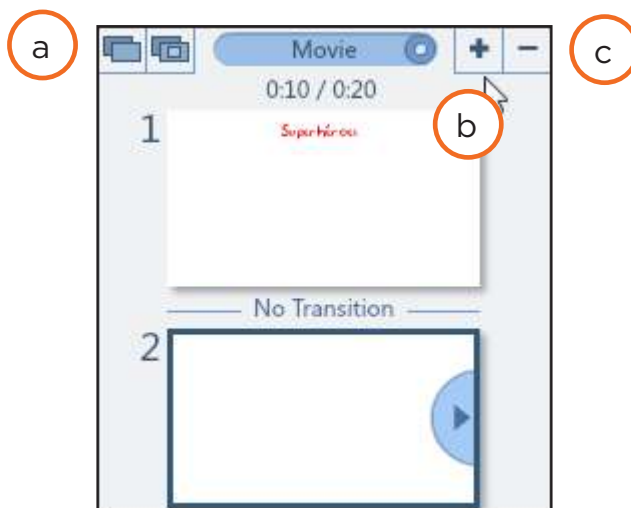 a
Movie
+ −
c
0:10 / 0:20
b
1
Superhéroes
No Transition
2